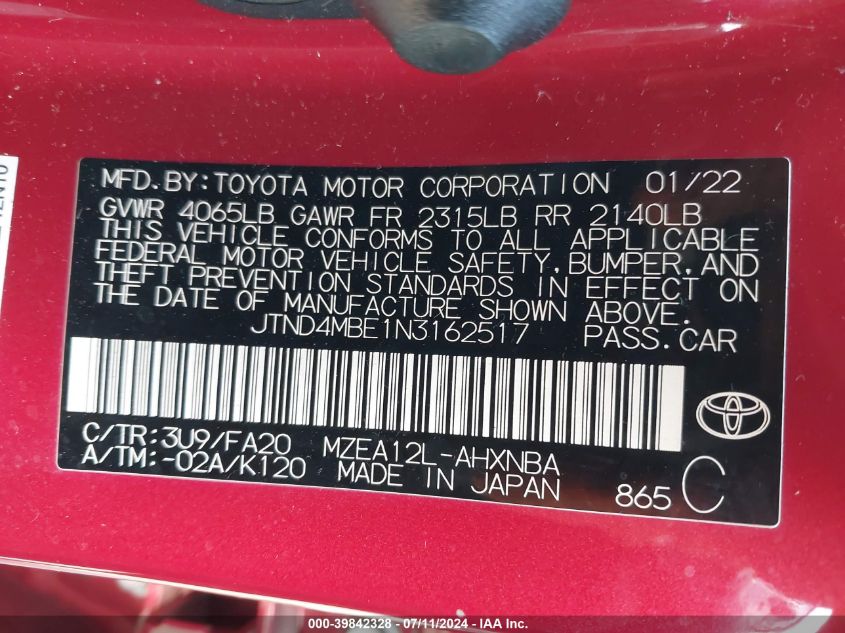 MFD.BY:TOYOTA MOTOR CORPORATION 01/22
GVWR 4065LB GAWR FR 2315LB RR 2140LB
THIS VEHICLE CONFORMS TO ALL APPLICABLE
FEDERAL MOTOR VEHICLE SAFETY,BUMPER,AND
THEFT PREVENTION STANDARDS IN EFFECT ON
THE DATE OF MANUFACTURE SHOWN ABOVE.
JTND4MBE1N3162517 PASS.CAR
C/TR:3U9/FA20 MZEA12L-AHXNBA
A/TM:-02A/K120 MADE IN JAPAN
865 C
000-39842328 - 07/11/2024 - IAAI Inc.